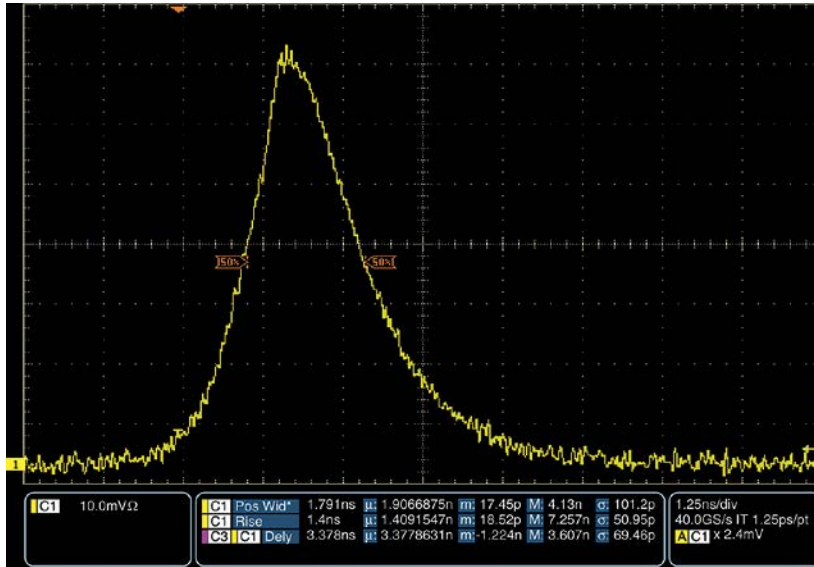 50% 50%
1
C1 10.0mVΩ
C1 Pos Wid* 1.791ns µ: 1.9066875n m: 17.45p M: 4.13n σ: 101.2p
C1 Rise 1.4ns µ: 1.4091547n m: 18.52p M: 7.257n σ: 50.95p
C3 C1 Dely 3.378ns µ: 3.3778631n m: -1.224n M: 3.607n σ: 69.46p
1.25ns/div
40.0GS/s IT 1.25ps/pt
A C1 x 2.4mV